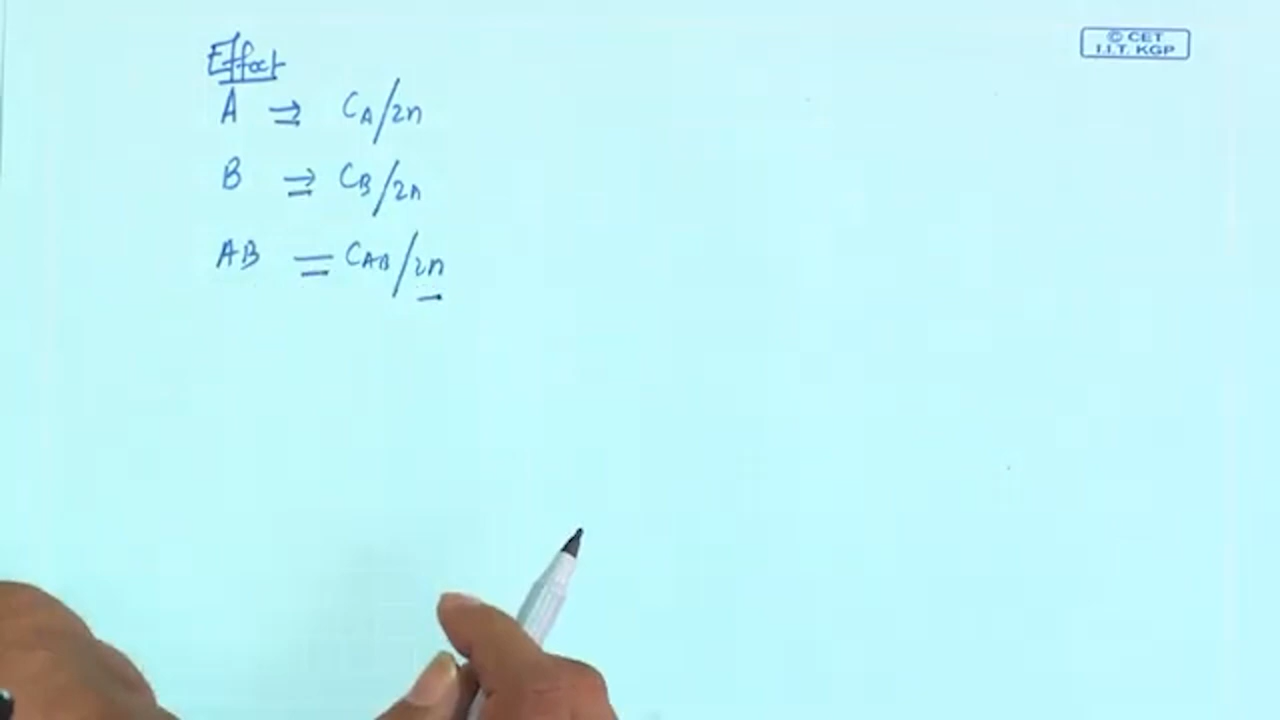 Effect
© CET
I.I.T. KGP
A ⇒ C_A/2n
B ⇒ C_B/2n
AB = C_AB/2n